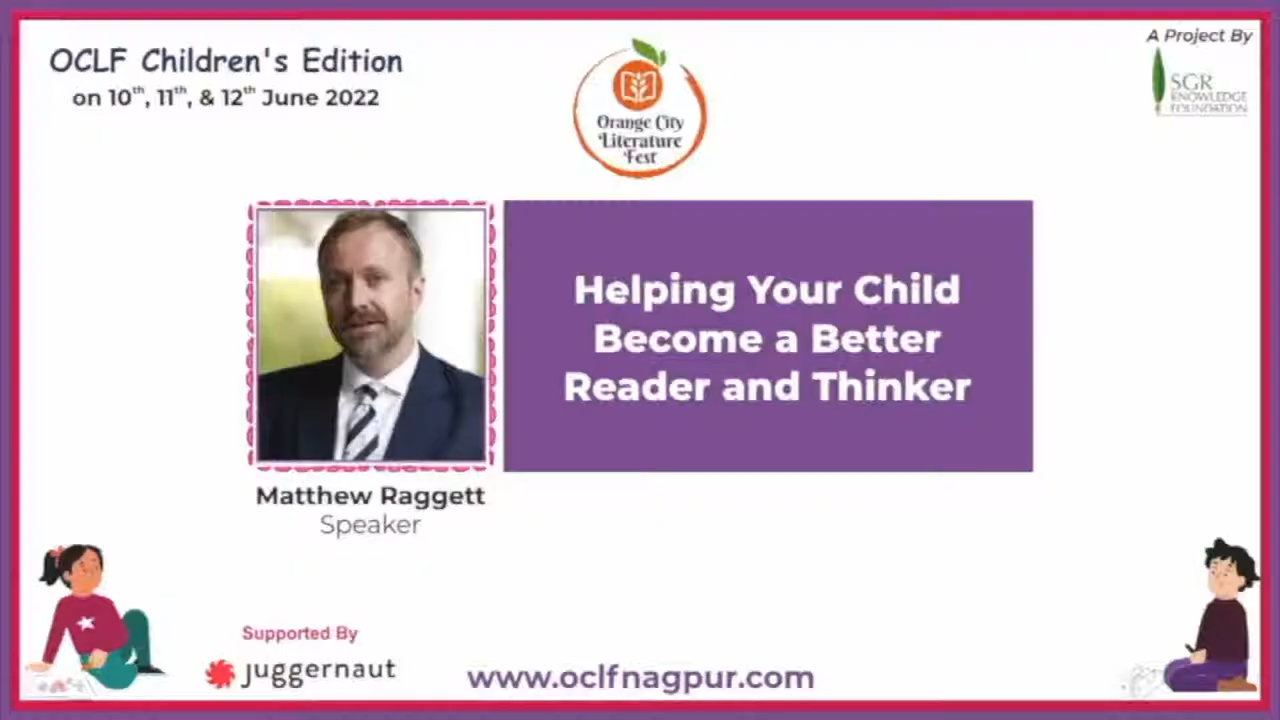 OCLF Children's Edition
on 10th, 11th, & 12th June 2022
Orange City
Literature
Fest
A Project By
SGR
KNOWLEDGE
FOUNDATION
Helping Your Child
Become a Better
Reader and Thinker
Matthew Raggett
Speaker
Supported By
juggernaut
www.oclfnagpur.com